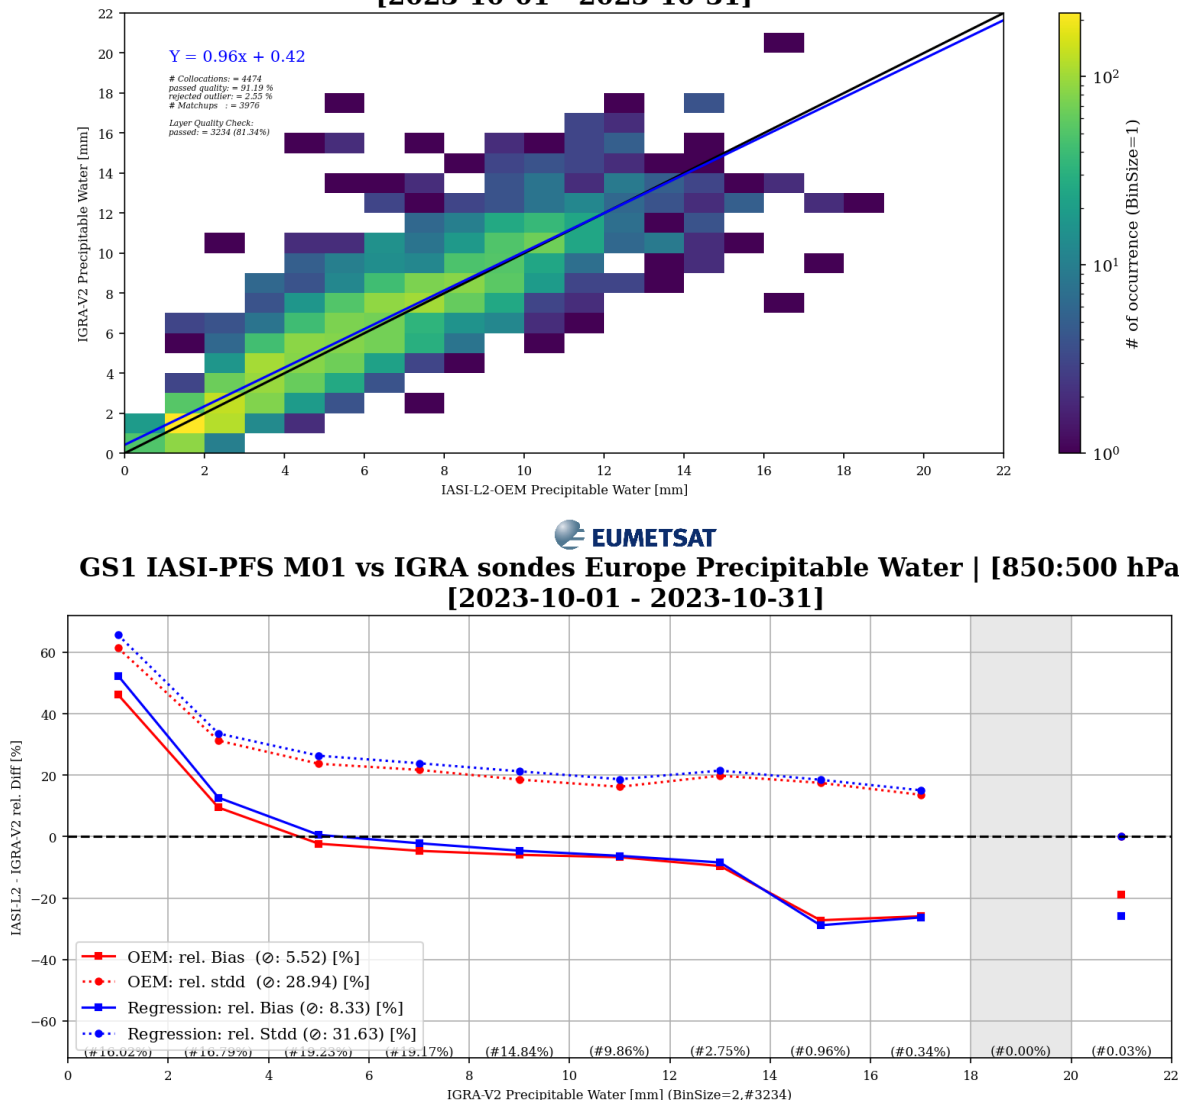 [2023-10-01 - 2023-10-31]
Y = 0.96x + 0.42
# Collocations: = 4474
passed quality: = 91.19 %
rejected outlier: = 2.55 %
# Matchups : = 3976
Layer Quality Check:
passed: = 3234 (81.34%)
IGRA-V2 Precipitable Water [mm]
22
20
18
16
14
12
10
8
6
4
2
0
0 2 4 6 8 10 12 14 16 18 20 22
IASI-L2-OEM Precipitable Water [mm]
10²
10¹
10⁰
# of occurrence (BinSize=1)
EUMETSAT
GS1 IASI-PFS M01 vs IGRA sondes Europe Precipitable Water | [850:500 hPa
[2023-10-01 - 2023-10-31]
IASI-L2 - IGRA-V2 rel. Diff [%]
60
40
20
0
−20
−40
−60
OEM: rel. Bias (⊘: 5.52) [%]
OEM: rel. stdd (⊘: 28.94) [%]
Regression: rel. Bias (⊘: 8.33) [%]
Regression: rel. Stdd (⊘: 31.63) [%]
(#16.02%) (#16.79%) (#19.23%) (#19.17%) (#14.84%) (#9.86%) (#2.75%) (#0.96%) (#0.34%) (#0.00%) (#0.03%)
0 2 4 6 8 10 12 14 16 18 20 22
IGRA-V2 Precipitable Water [mm] (BinSize=2,#3234)